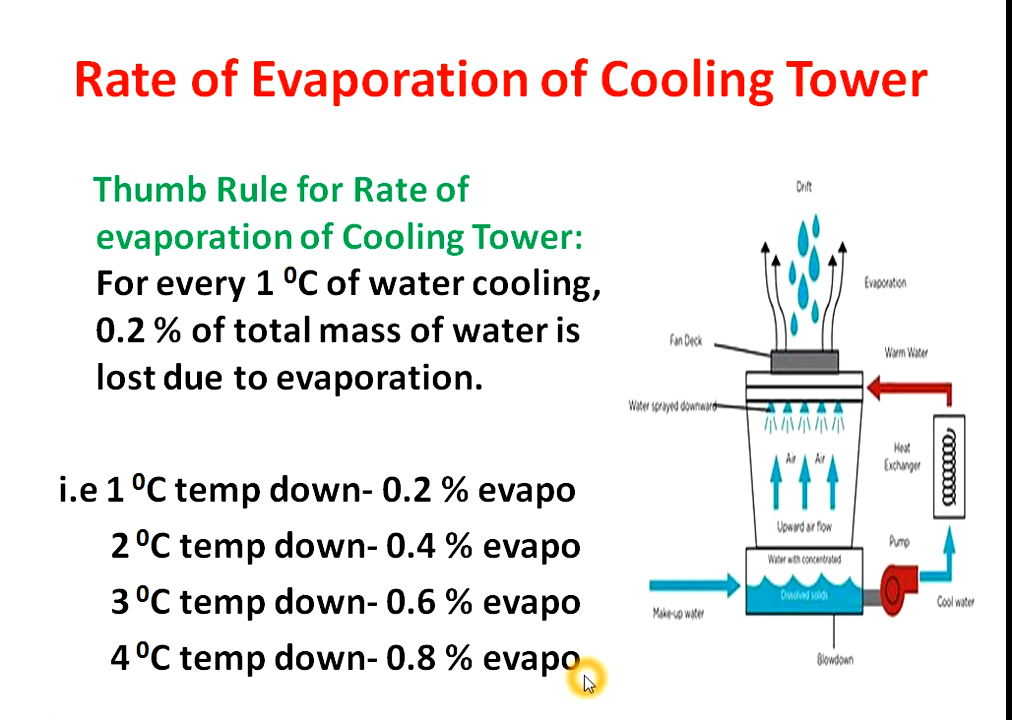 Rate of Evaporation of Cooling Tower
Thumb Rule for Rate of
evaporation of Cooling Tower:
For every 1 ⁰C of water cooling,
0.2 % of total mass of water is
lost due to evaporation.
i.e 1 ⁰C temp down- 0.2 % evapo
2 ⁰C temp down- 0.4 % evapo
3 ⁰C temp down- 0.6 % evapo
4 ⁰C temp down- 0.8 % evapo
Drift
Evaporation
Fan Deck
Warm Water
Water sprayed downward
Air Air
Heat
Exchanger
Upward air flow
Pump
Water with concentrated
Dissolved solids
Make-up water
Cool water
Blowdown